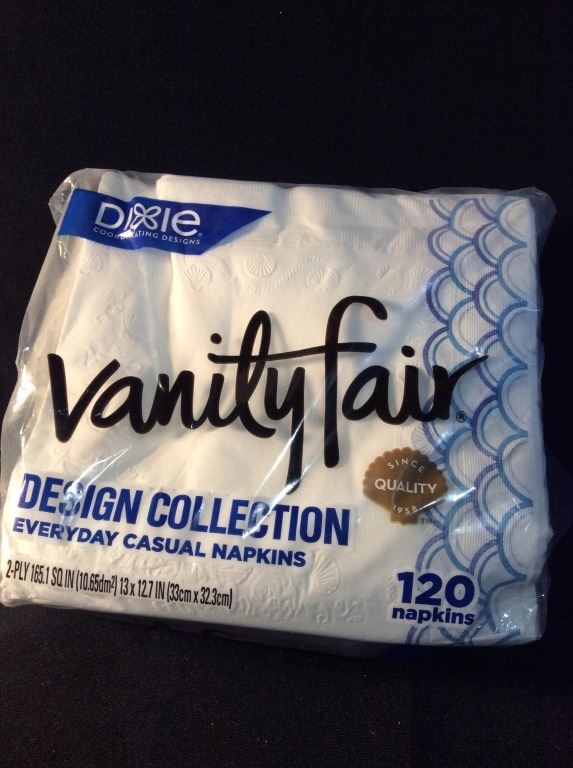 Dixie®
COORDINATING DESIGNS
vanity fair®
SINCE
QUALITY
1958
TM
DESIGN COLLECTION
EVERYDAY CASUAL NAPKINS
2-PLY 165.1 SQ IN (10.65dm²) 13 x 12.7 IN (33cm x 32.3cm)
120
napkins